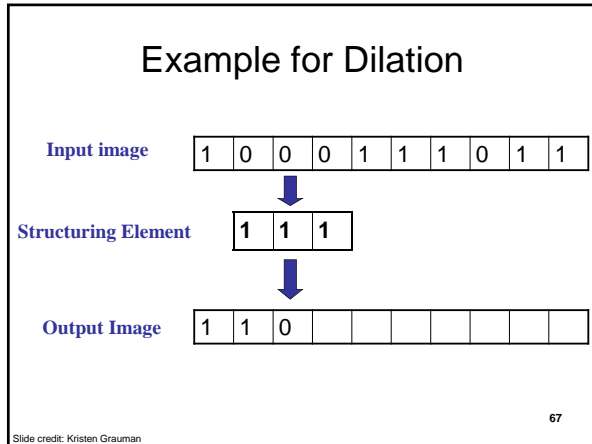 Example for Dilation
Input image 1 0 0 0 1 1 1 0 1 1
Structuring Element 1 1 1
Output Image 1 1 0
67
Slide credit: Kristen Grauman